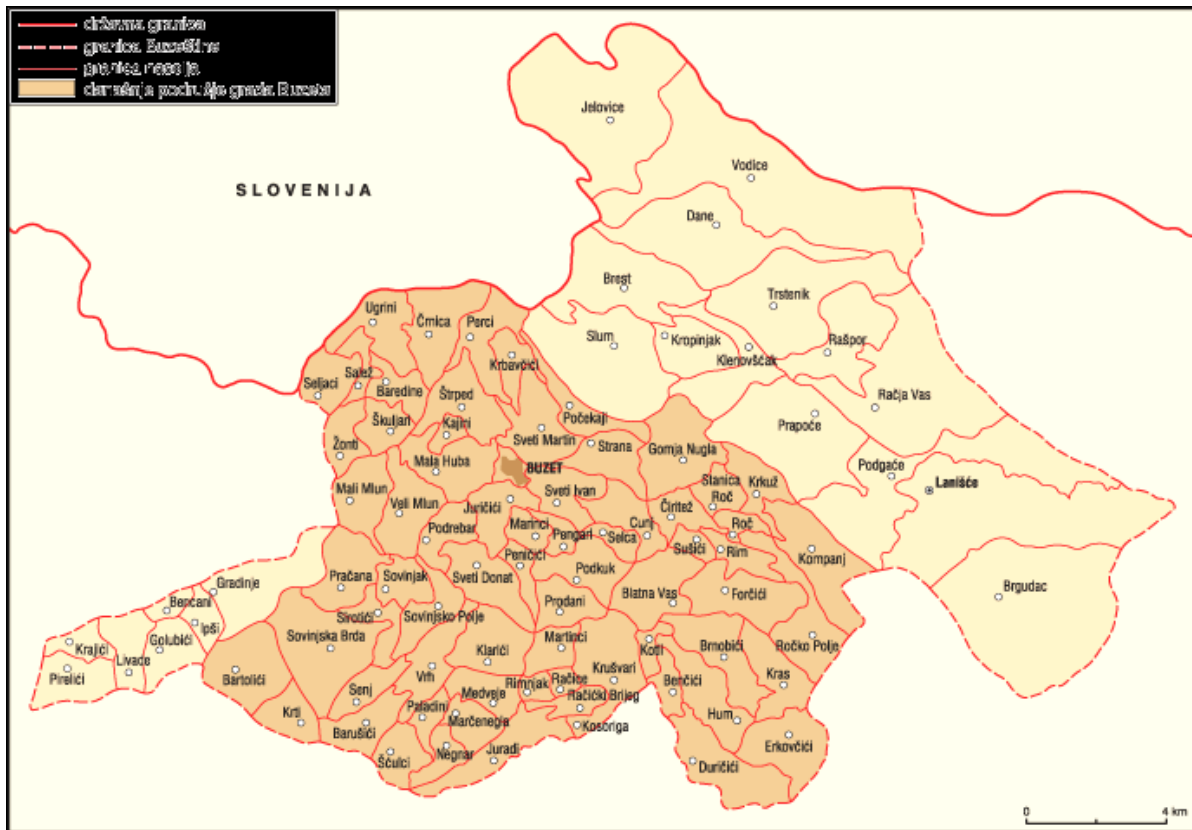 državna granica
granica Buzeštine
granica naselja
današnje područje grada Buzeta
SLOVENIJA
Jelovice
Vodice
Dane
Brest
Trstenik
Ugrini
Črnica
Perci
Slum
Kropinjak
Klenovšćak
Rašpor
Krbavčići
Seljaci
Salež
Baredine
Štrped
Počekaji
Račja Vas
Prapoće
Škuljari
Kajini
Sveti Martin
Strana
Gornja Nugla
Žonti
Mala Huba
BUZET
Podgaće
Lanišće
Slanica
Roč
Krkuž
Mali Mlun
Veli Mlun
Juričići
Sveti Ivan
Čiritež
Podrebar
Marinci
Pengari
Selca
Cunj
Sušići
Roč
Rim
Kompanj
Peničići
Gradinje
Pračana
Sovinjak
Sveti Donat
Podkuk
Blatna Vas
Forčići
Brgudac
Benčani
Ipši
Sirotići
Sovinjsko Polje
Prodani
Krajići
Golubići
Sovinjska Brda
Martinci
Kotli
Brnobići
Ročko Polje
Pirelići
Livade
Bartolići
Klarići
Vrh
Krušvari
Rimnjak
Račice
Račički Brijeg
Benčići
Kras
Senj
Medveje
Paladini
Marčenegla
Hum
Krti
Barušići
Kosoriga
Erkovčići
Šćulci
Negnar
Juradi
Duričići
0
4 km